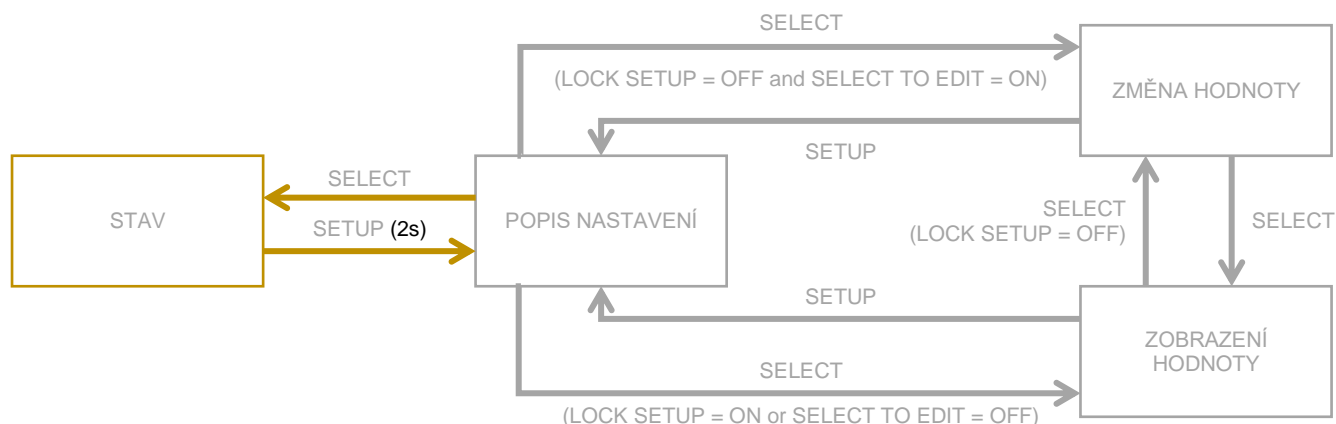 SELECT
(LOCK SETUP = OFF and SELECT TO EDIT = ON)
ZMĚNA HODNOTY
SETUP
STAV
SELECT
SETUP (2s)
POPIS NASTAVENÍ
SELECT
(LOCK SETUP = OFF)
SELECT
SETUP
ZOBRAZENÍ
HODNOTY
SELECT
(LOCK SETUP = ON or SELECT TO EDIT = OFF)